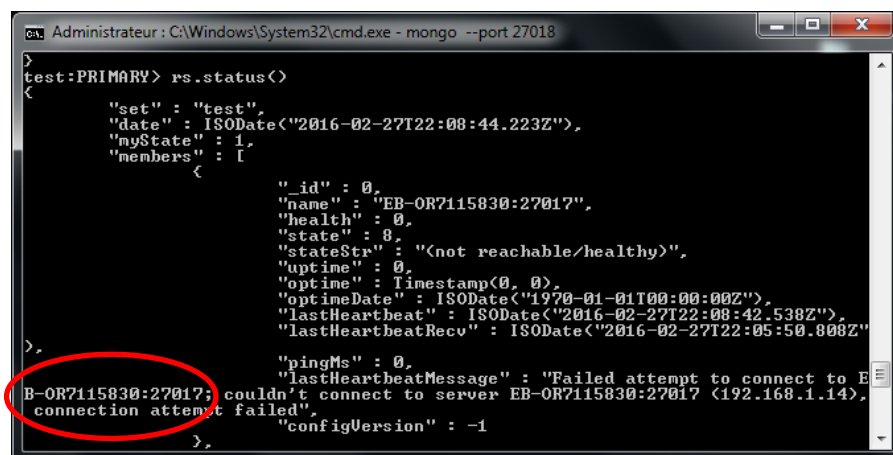 Administrateur : C:\Windows\System32\cmd.exe - mongo --port 27018
}
test:PRIMARY> rs.status()
{
"set" : "test",
"date" : ISODate("2016-02-27T22:08:44.223Z"),
"myState" : 1,
"members" : [
{
"_id" : 0,
"name" : "EB-OR7115830:27017",
"health" : 0,
"state" : 8,
"stateStr" : "(not reachable/healthy)",
"uptime" : 0,
"optime" : Timestamp(0, 0),
"optimeDate" : ISODate("1970-01-01T00:00:00Z"),
"lastHeartbeat" : ISODate("2016-02-27T22:08:42.538Z"),
"lastHeartbeatRecv" : ISODate("2016-02-27T22:05:50.808Z"
),
"pingMs" : 0,
"lastHeartbeatMessage" : "Failed attempt to connect to E
B-OR7115830:27017; couldn't connect to server EB-OR7115830:27017 (192.168.1.14),
connection attempt failed",
"configVersion" : -1
},